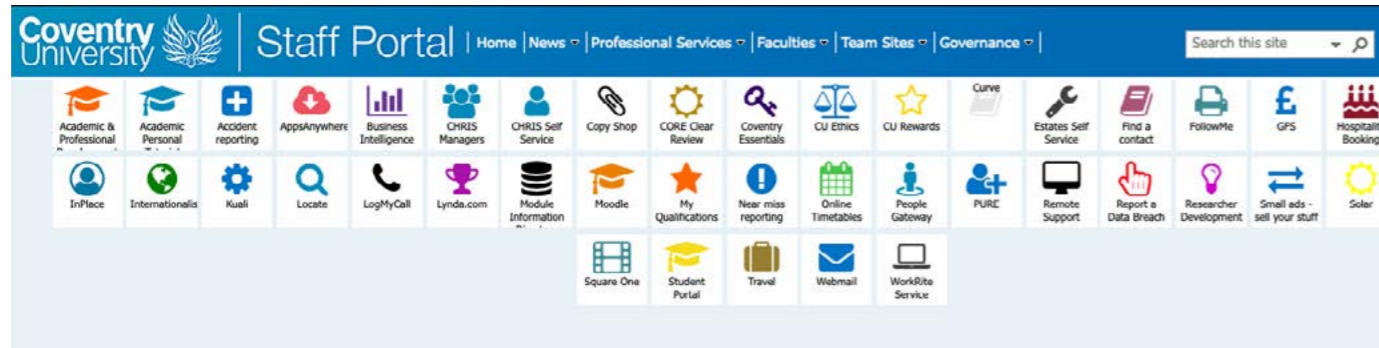 Coventry University
Staff Portal | Home | News | Professional Services | Faculties | Team Sites | Governance |
Search this site
Academic & Professional
Academic Personal
Accident reporting
AppsAnywhere
Business Intelligence
CHRIS Managers
CHRIS Self Service
Copy Shop
CORE Clear Review
Coventry Essentials
CU Ethics
CU Rewards
Curve
Estates Self Service
Find a contact
FollowMe
GFS
Hospitalit Booking
InPlace
Internationalis
Kuali
Locate
LogMyCall
Lynda.com
Module Information
Moodle
My Qualifications
Near miss reporting
Online Timetables
People Gateway
PURE
Remote Support
Report a Data Breach
Researcher Development
Small ads - sell your stuff
Solar
Square One
Student Portal
Travel
Webmail
WorkRite Service